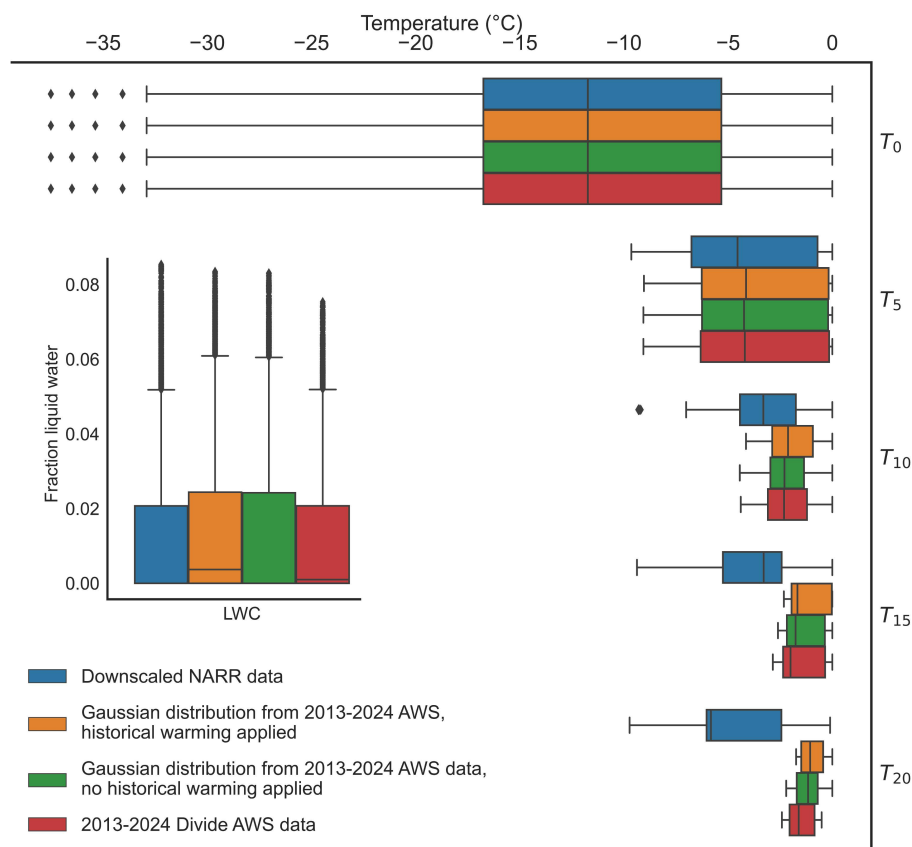 Temperature (°C)
−35 −30 −25 −20 −15 −10 −5 0
T0
T5
T10
T15
T20
Fraction liquid water
0.08
0.06
0.04
0.02
0.00
LWC
Downscaled NARR data
Gaussian distribution from 2013-2024 AWS,
historical warming applied
Gaussian distribution from 2013-2024 AWS data,
no historical warming applied
2013-2024 Divide AWS data